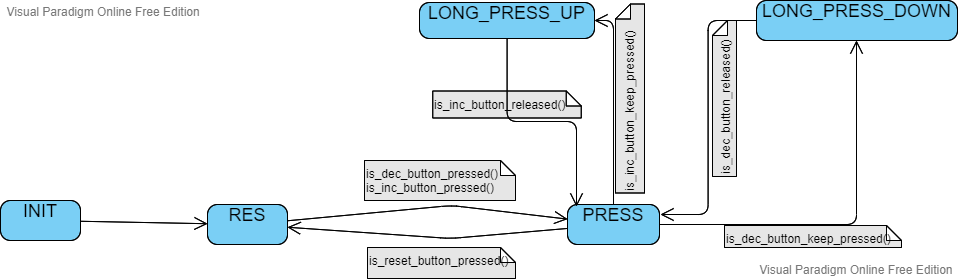 Visual Paradigm Online Free Edition
LONG_PRESS_UP
LONG_PRESS_DOWN
is_inc_button_keep_pressed()
is_dec_button_released()
is_inc_button_released()
is_dec_button_pressed()
is_inc_button_pressed()
INIT
RES
PRESS
is_dec_button_keep_pressed()
is_reset_button_pressed()
Visual Paradigm Online Free Edition